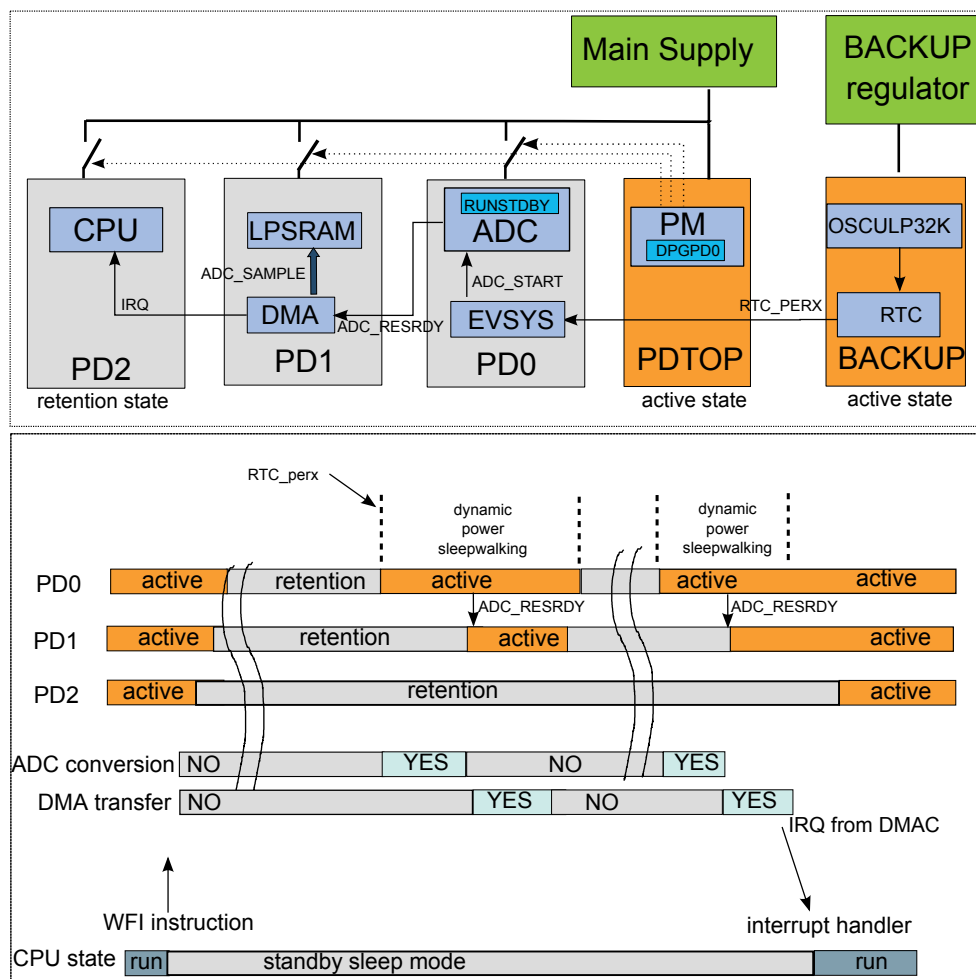 Main Supply
BACKUP
regulator
CPU
LPSRAM
RUNSTDBY
ADC
PM
DPGPD0
OSCULP32K
ADC_SAMPLE
ADC_START
IRQ
DMA
ADC_RESRDY
EVSYS
RTC_PERX
RTC
PD2
PD1
PD0
PDTOP
BACKUP
retention state
active state
active state
RTC_perx
dynamic
power
sleepwalking
dynamic
power
sleepwalking
PD0
active
retention
active
active
active
ADC_RESRDY
ADC_RESRDY
PD1
active
retention
active
active
PD2
active
retention
active
ADC conversion
NO
YES
NO
YES
DMA transfer
NO
YES
NO
YES
IRQ from DMAC
WFI instruction
interrupt handler
CPU state
run
standby sleep mode
run